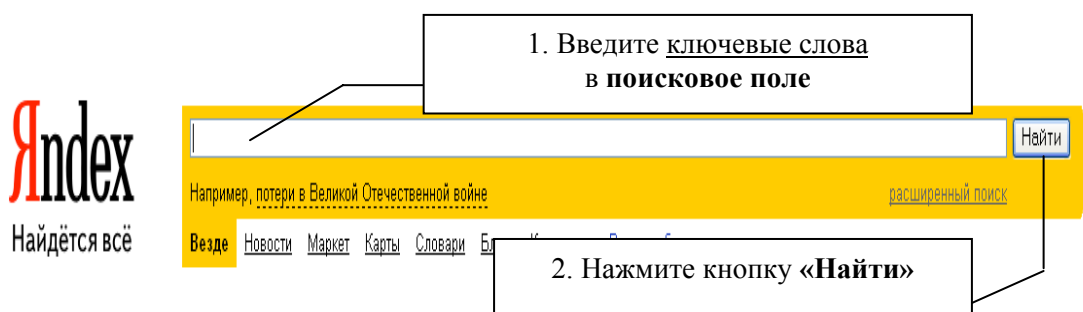 1. Введите ключевые слова
в поисковое поле
Яndex
Найти
Например, потери в Великой Отечественной войне
расширенный поиск
Найдётся всё
Везде Новости Маркет Карты Словари
2. Нажмите кнопку «Найти»